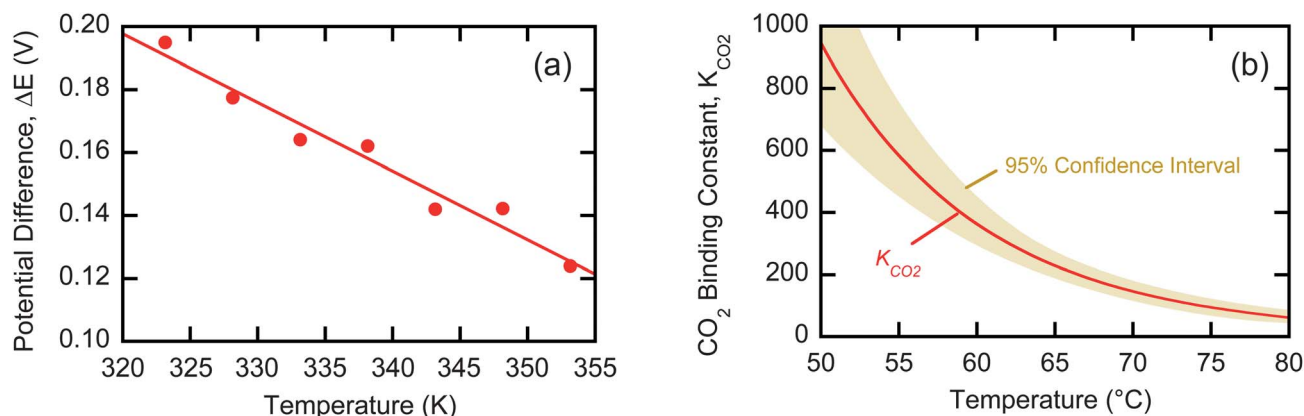 Potential Difference, ΔE (V)
0.20
0.18
0.16
0.14
0.12
0.10
(a)
320 325 330 335 340 345 350 355
Temperature (K)
CO₂ Binding Constant, K_CO2
1000
800
600
400
200
0
(b)
95% Confidence Interval
K_CO2
50 55 60 65 70 75 80
Temperature (°C)